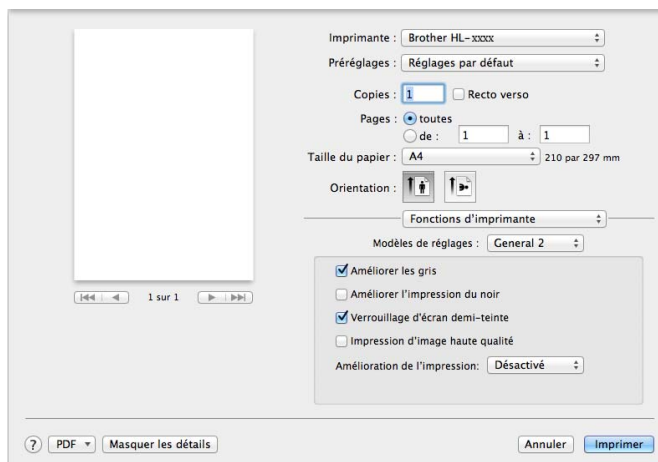 Imprimante : Brother HL-xxxx
Préréglages : Réglages par défaut
Copies : 1 Recto verso
Pages : toutes
de : 1 à : 1
Taille du papier : A4 210 par 297 mm
Orientation :
Fonctions d'imprimante
Modèles de réglages : General 2
Améliorer les gris
Améliorer l'impression du noir
Verrouillage d'écran demi-teinte
Impression d'image haute qualité
Amélioration de l'impression: Désactivé
1 sur 1
? PDF Masquer les détails Annuler Imprimer